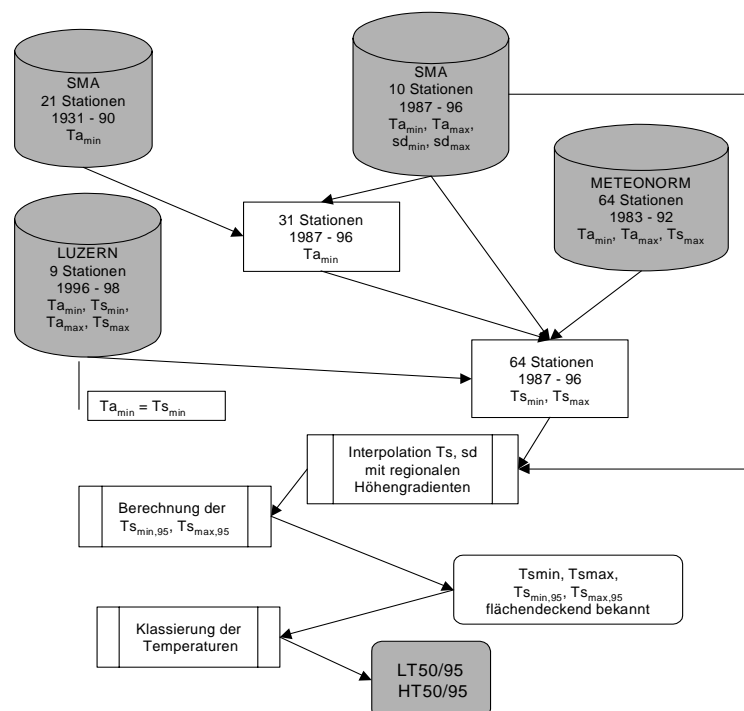 SMA
21 Stationen
1931 - 90
Ta_min
SMA
10 Stationen
1987 - 96
Ta_min, Ta_max,
sd_min, sd_max
METEONORM
64 Stationen
1983 - 92
Ta_min, Ta_max, Ts_max
31 Stationen
1987 - 96
Ta_min
LUZERN
9 Stationen
1996 - 98
Ta_min, Ts_min,
Ta_max, Ts_max
64 Stationen
1987 - 96
Ts_min, Ts_max
Ta_min = Ts_min
Interpolation Ts, sd
mit regionalen
Höhengradienten
Berechnung der
Ts_min,95, Ts_max,95
Tsmin, Tsmax,
Ts_min,95, Ts_max,95
flächendeckend bekannt
Klassierung der
Temperaturen
LT50/95
HT50/95